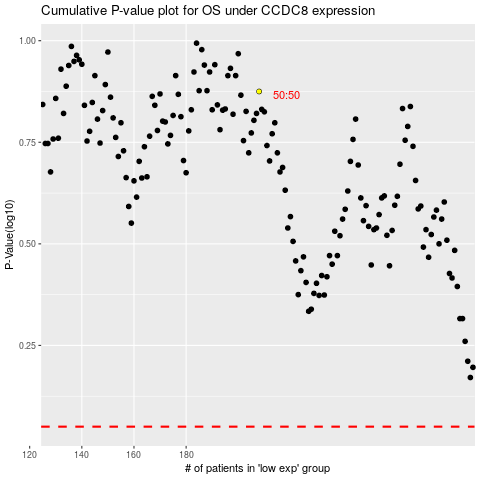 Cumulative P-value plot for OS under CCDC8 expression
P-Value(log10)
1.00
0.75
0.50
0.25
50:50
120 124 140 160 180
# of patients in 'low exp' group